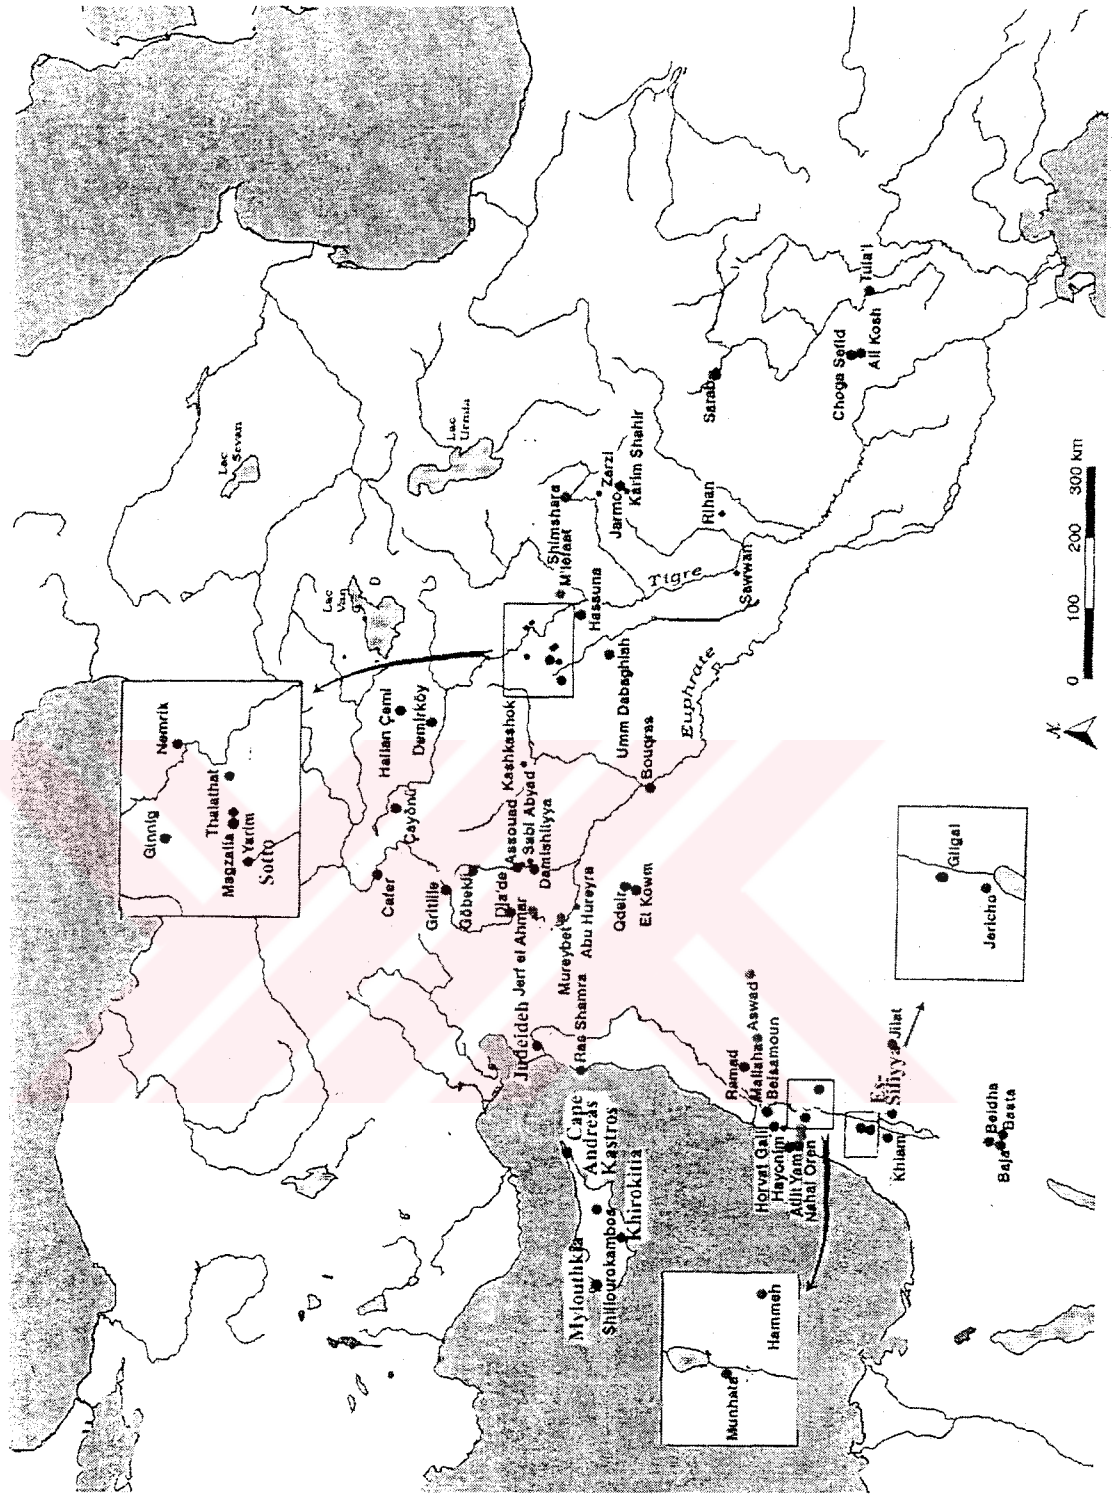 Lac
Sevan
Lac
Urmia
Lac
Van
Ginnig
Nemrik
Thalathat
Magzalia
Yarim
Sotto
Hallan Çemi
Demirköy
Çayönü
Cafer
Gritille
Göbekli
Dja'de
Jerf el Ahmar
Assouad
Kashkashok
Sabi Abyad
Damishliyya
Mureybet
Abu Hureyra
Qdeir
El Kowm
Bouqras
Umm Dabaghiah
Euphrate
Tigre
Hassuna
M'lefaat
Shimshara
Zarzi
Jarmo
Karim Shahir
Rihan
Sawwan
Sarab
Choga Sefid
Ali Kosh
Tula'i
Judeideh
Ras Shamra
Cape
Andreas
Kastros
Khirokitia
Mylouthkia
Shillourokambos
Ramad
Aswad
Mallaha
Beisamoun
Horvat Gali
Hayonim
Atlit Yam
Nahal Oren
Es-
Sifiyya
Jilat
Khiam
Beidha
Basta
Baja
Munhata
Hammeh
Gilgal
Jericho
N
0 100 200 300 km